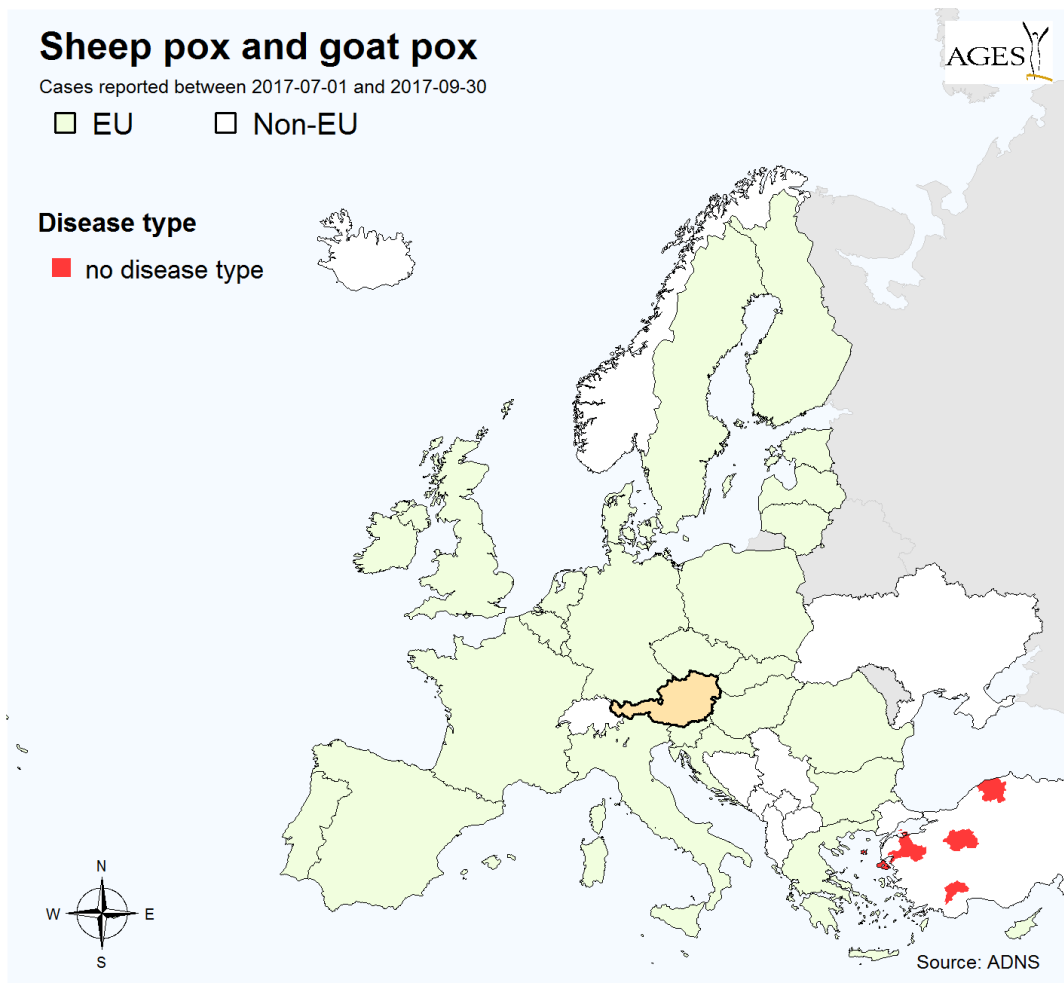 Sheep pox and goat pox
AGES
Cases reported between 2017-07-01 and 2017-09-30
EU
Non-EU
Disease type
no disease type
N
W
E
S
Source: ADNS